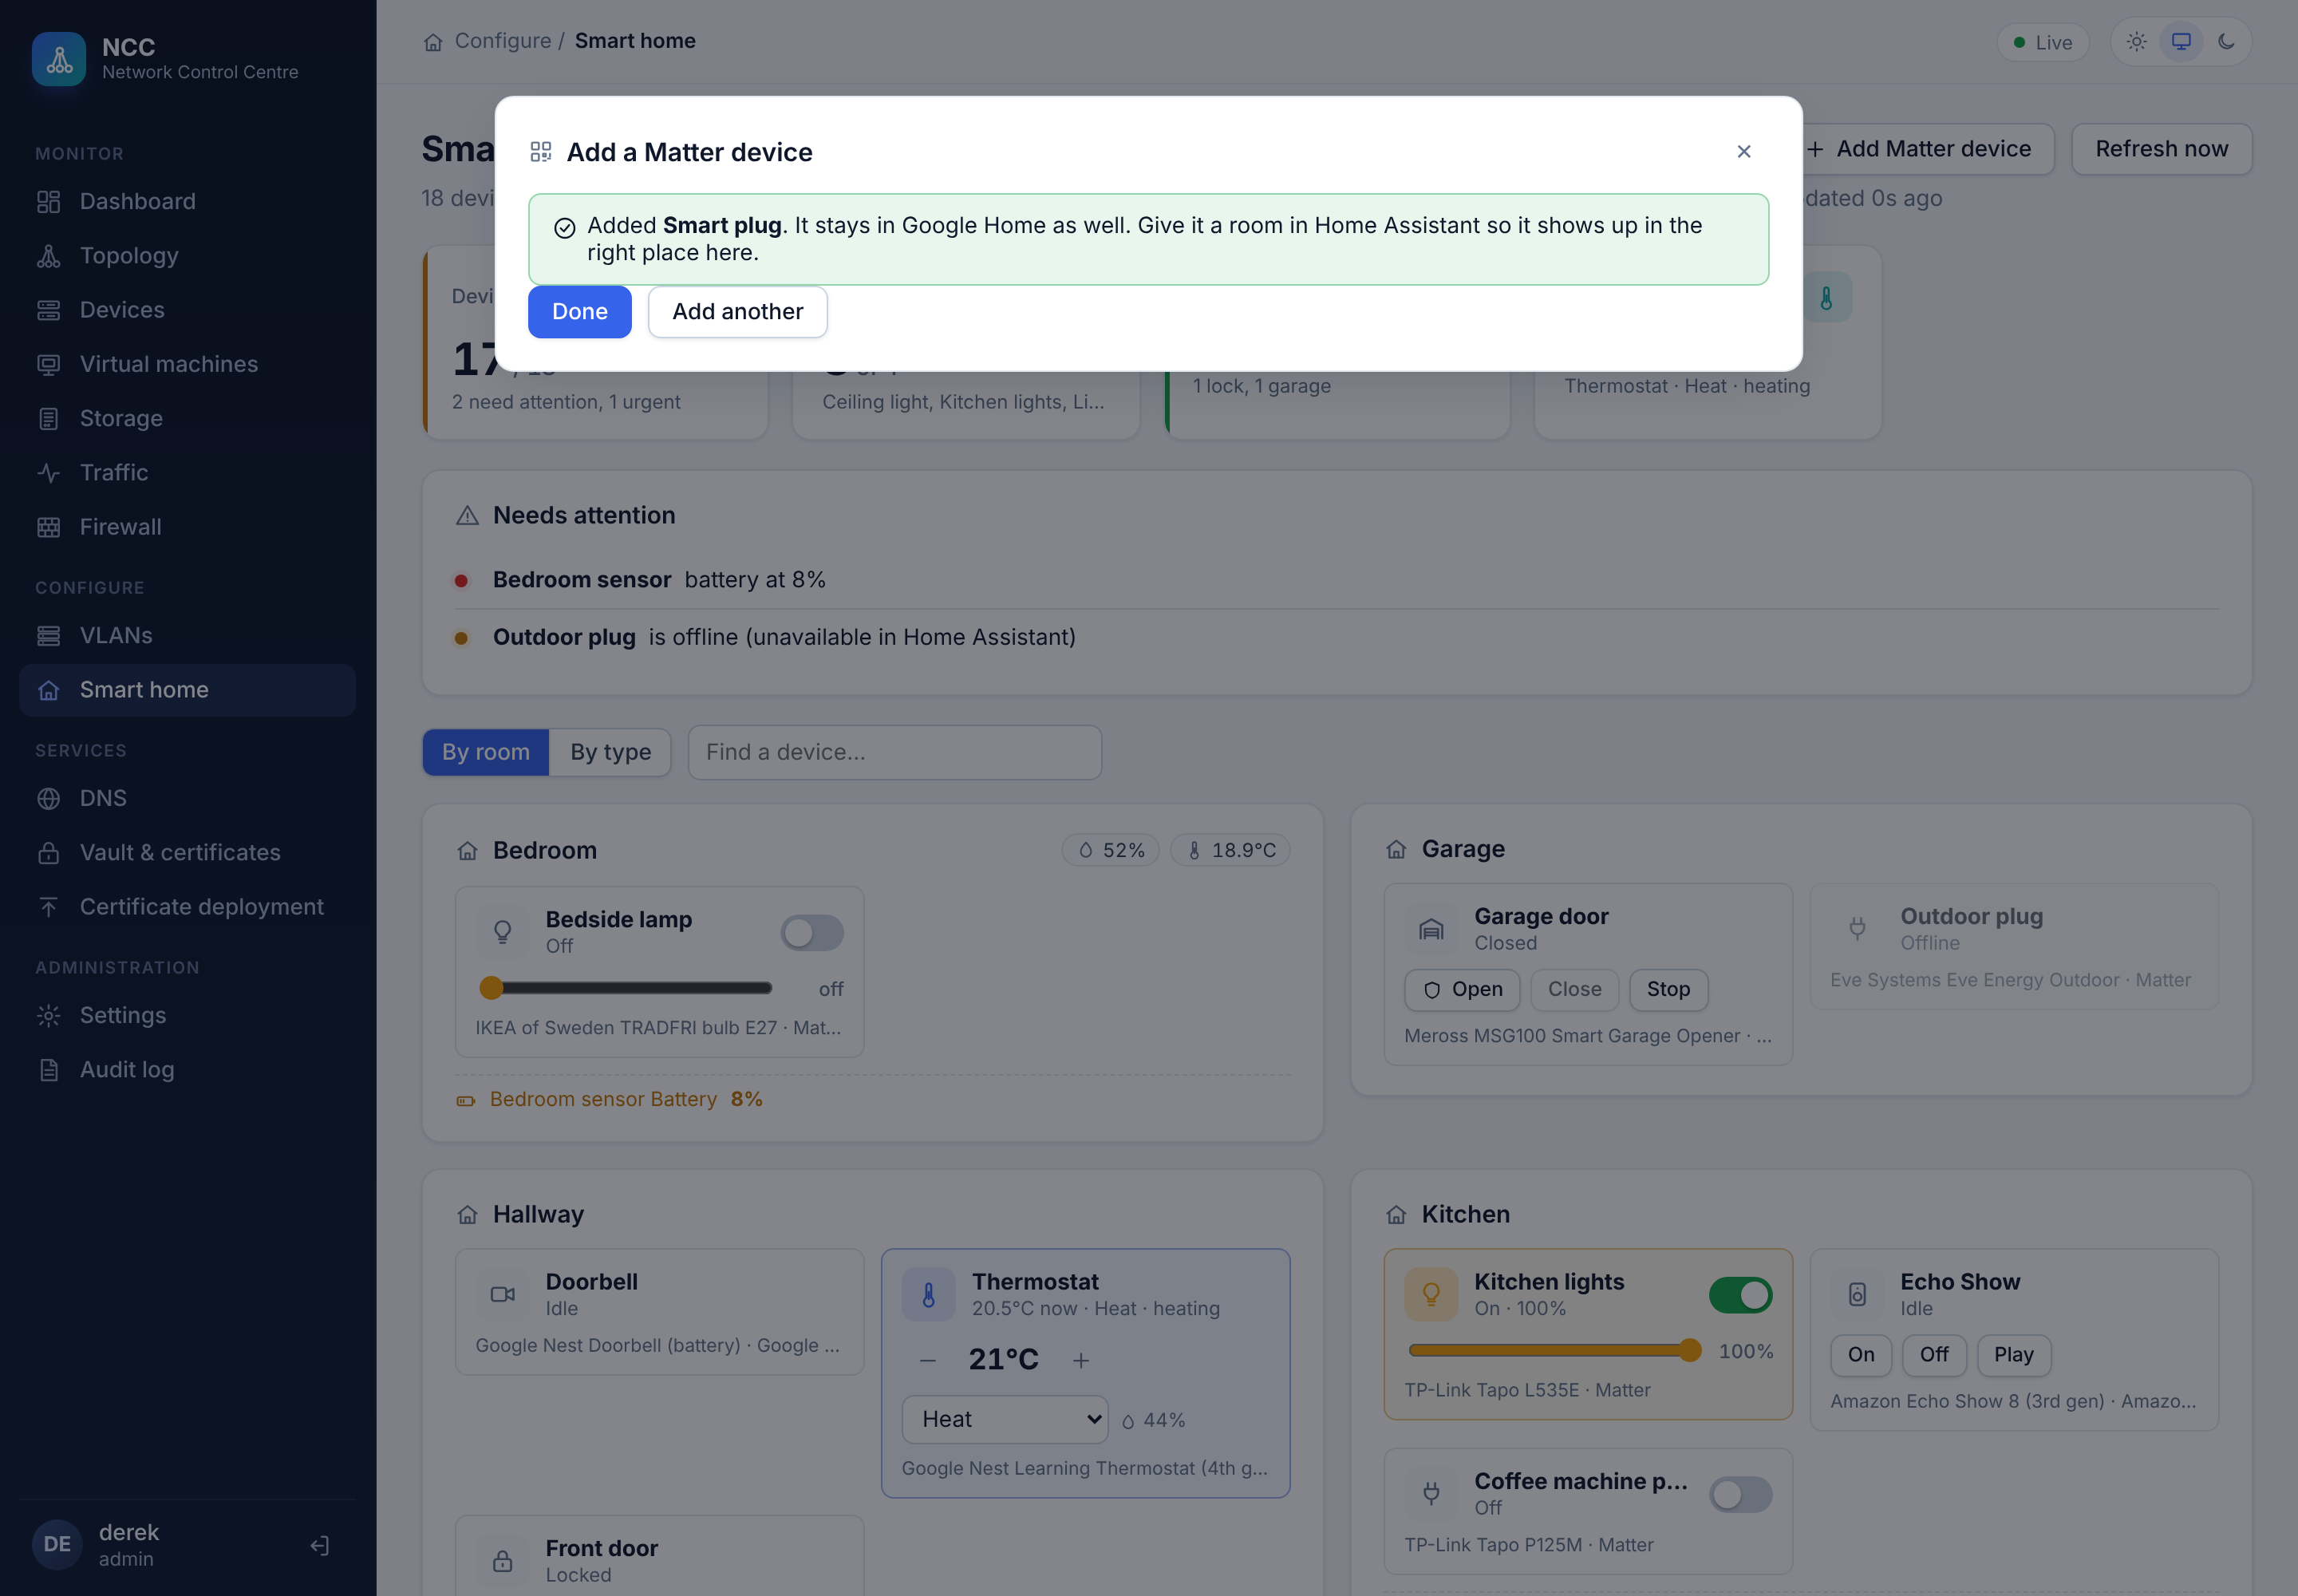 NCC
Network Control Centre
MONITOR
Dashboard
Topology
Devices
Virtual machines
Storage
Traffic
Firewall
CONFIGURE
VLANs
Smart home
SERVICES
DNS
Vault & certificates
Certificate deployment
ADMINISTRATION
Settings
Audit log
DE
derek
admin
Configure / Smart home
Live
Sma
Add Matter device
Refresh now
18 devi
dated 0s ago
Add a Matter device
Added Smart plug. It stays in Google Home as well. Give it a room in Home Assistant so it shows up in the
right place here.
Done
Add another
Devi
17
2 need attention, 1 urgent
Ceiling light, Kitchen lights, Li...
1 lock, 1 garage
Thermostat · Heat · heating
Needs attention
Bedroom sensor battery at 8%
Outdoor plug is offline (unavailable in Home Assistant)
By room
By type
Find a device...
Bedroom
52%
18.9°C
Bedside lamp
Off
off
IKEA of Sweden TRADFRI bulb E27 · Mat...
Bedroom sensor Battery 8%
Garage
Garage door
Closed
Open
Close
Stop
Meross MSG100 Smart Garage Opener · ...
Outdoor plug
Offline
Eve Systems Eve Energy Outdoor · Matter
Hallway
Doorbell
Idle
Google Nest Doorbell (battery) · Google ...
Thermostat
20.5°C now · Heat · heating
− 21°C +
Heat
44%
Google Nest Learning Thermostat (4th g...
Front door
Locked
Kitchen
Kitchen lights
On · 100%
100%
TP-Link Tapo L535E · Matter
Echo Show
Idle
On
Off
Play
Amazon Echo Show 8 (3rd gen) · Amazo...
Coffee machine p...
Off
TP-Link Tapo P125M · Matter